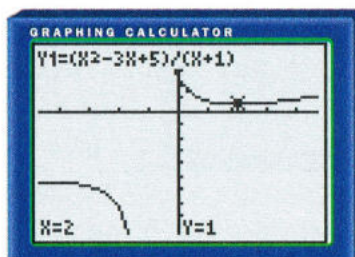 GRAPHING CALCULATOR
Y1=(X²-3X+5)/(X+1)
X=2 Y=1